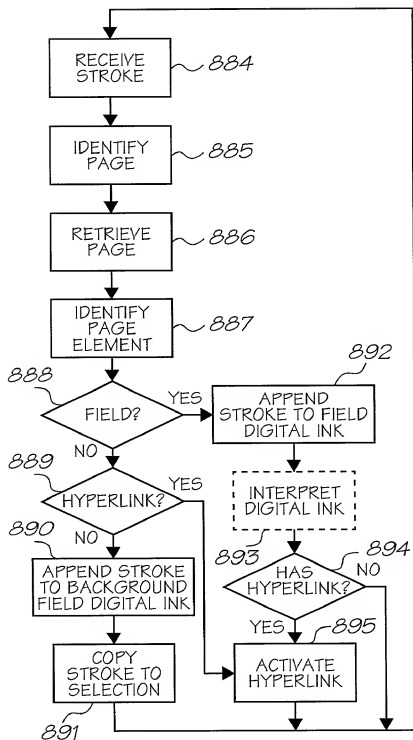 RECEIVE
STROKE
884
IDENTIFY
PAGE
885
RETRIEVE
PAGE
886
IDENTIFY
PAGE
ELEMENT
887
888
FIELD?
YES
NO
892
APPEND
STROKE TO FIELD
DIGITAL INK
889
HYPERLINK?
YES
NO
INTERPRET
DIGITAL INK
893
890
APPEND STROKE
TO BACKGROUND
FIELD DIGITAL INK
894
HAS
HYPERLINK?
NO
YES
895
COPY
STROKE TO
SELECTION
891
ACTIVATE
HYPERLINK